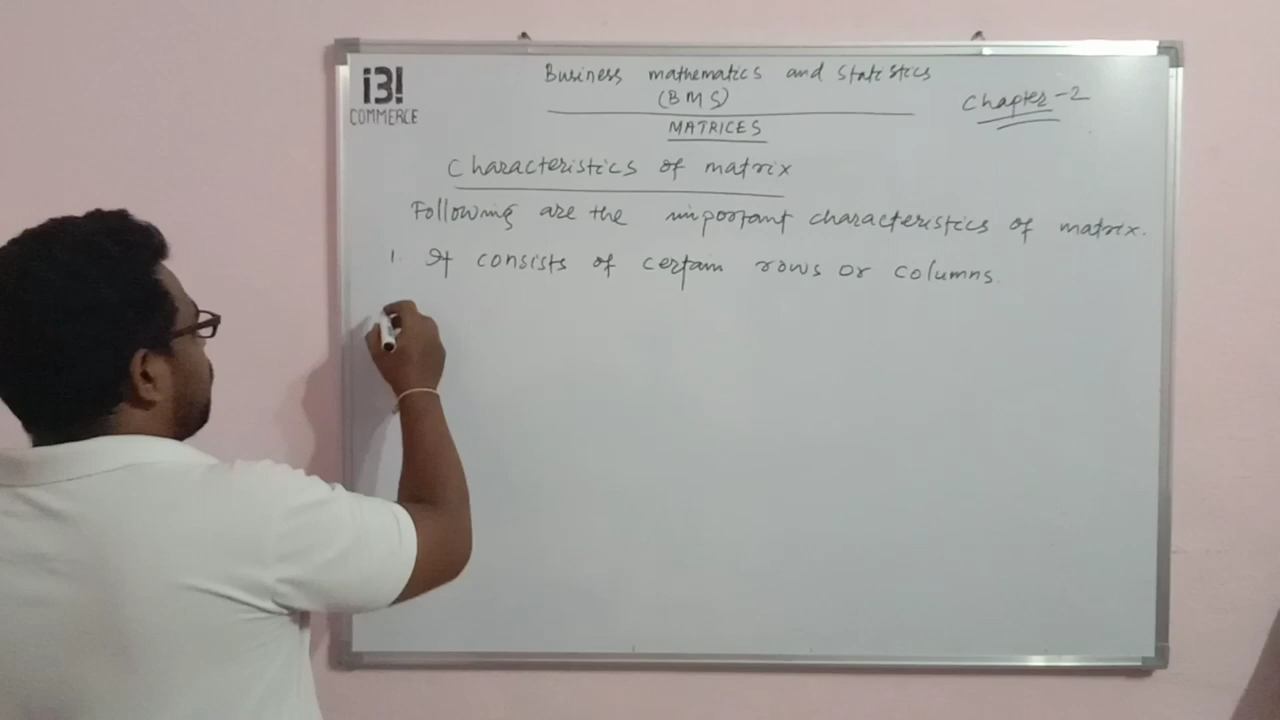 i3!
COMMERCE
Business mathematics and statistics
(BMS)
Chapter-2
MATRICES
Characteristics of matrix
Following are the important characteristics of matrix.
1. It consists of certain rows or columns.